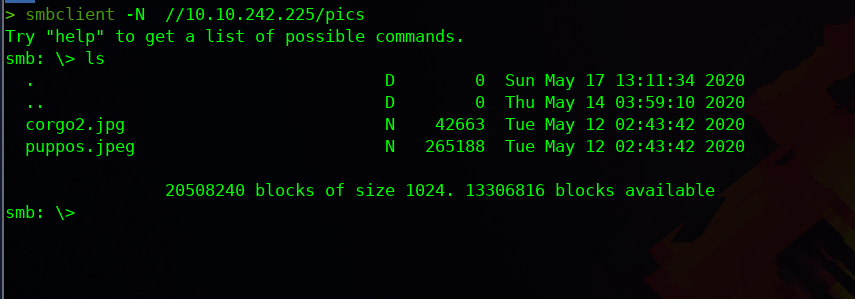 > smbclient -N  //10.10.242.225/pics
Try "help" to get a list of possible commands.
smb: \> ls
  .                                   D        0  Sun May 17 13:11:34 2020
  ..                                  D        0  Thu May 14 03:59:10 2020
  corgo2.jpg                          N    42663  Tue May 12 02:43:42 2020
  puppos.jpeg                         N   265188  Tue May 12 02:43:42 2020
                20508240 blocks of size 1024. 13306816 blocks available
smb: \>